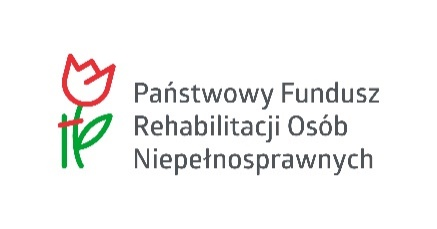 Państwowy Fundusz
Rehabilitacji Osób
Niepełnosprawnych